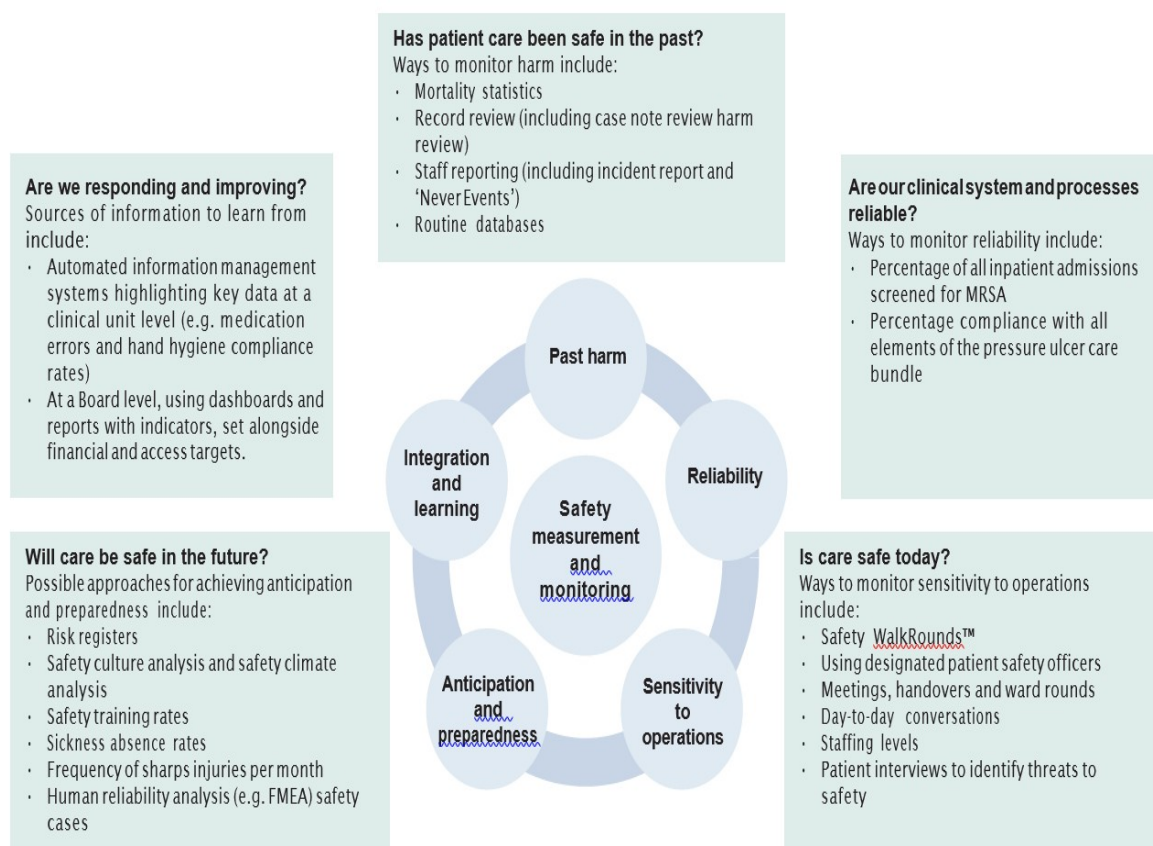 Has patient care been safe in the past?
Ways to monitor harm include:
· Mortality statistics
· Record review (including case note review harm
review)
· Staff reporting (including incident report and
‘Never Events’)
· Routine databases
Are we responding and improving?
Sources of information to learn from
include:
· Automated information management
systems highlighting key data at a
clinical unit level (e.g. medication
errors and hand hygiene compliance
rates)
· At a Board level, using dashboards and
reports with indicators, set alongside
financial and access targets.
Are our clinical system and processes
reliable?
Ways to monitor reliability include:
· Percentage of all inpatient admissions
screened for MRSA
· Percentage compliance with all
elements of the pressure ulcer care
bundle
Past harm
Integration
and
learning
Reliability
Safety
measurement
and
monitoring
Anticipation
and
preparedness
Sensitivity
to
operations
Will care be safe in the future?
Possible approaches for achieving anticipation
and preparedness include:
· Risk registers
· Safety culture analysis and safety climate
analysis
· Safety training rates
· Sickness absence rates
· Frequency of sharps injuries per month
· Human reliability analysis (e.g. FMEA) safety
cases
Is care safe today?
Ways to monitor sensitivity to operations
include:
· Safety WalkRounds™
· Using designated patient safety officers
· Meetings, handovers and ward rounds
· Day-to-day conversations
· Staffing levels
· Patient interviews to identify threats to
safety